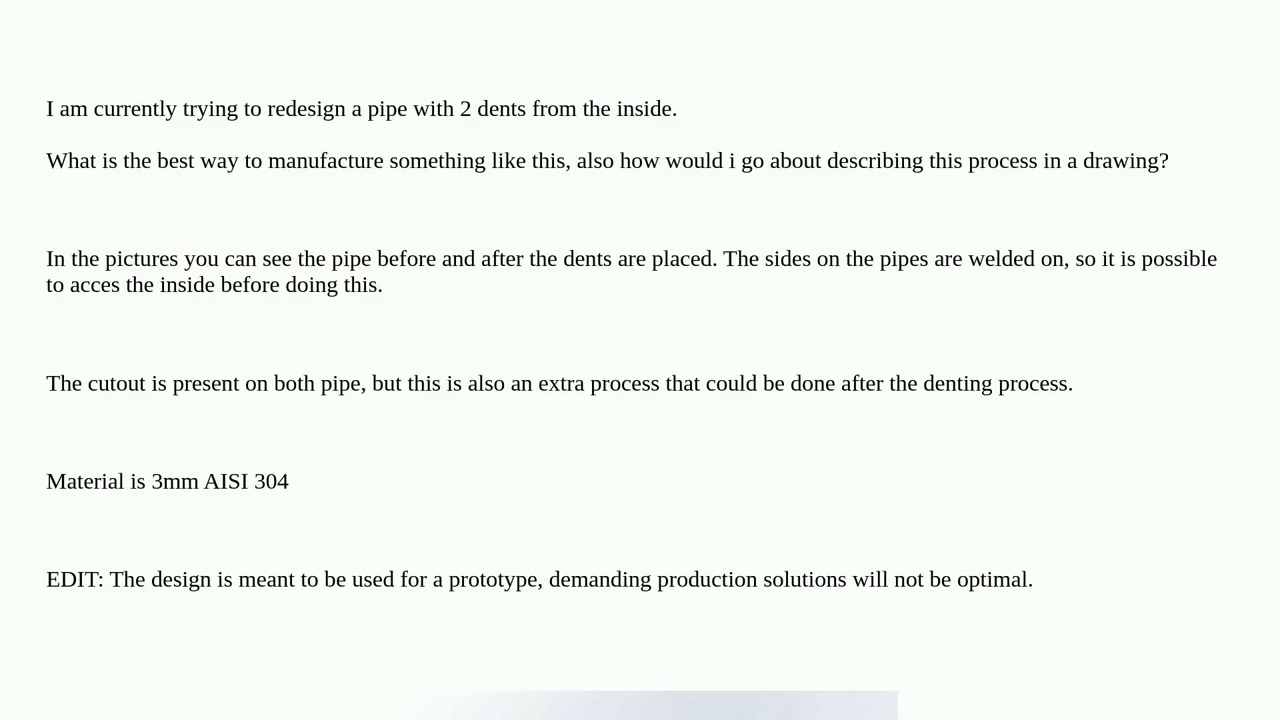 I am currently trying to redesign a pipe with 2 dents from the inside.
What is the best way to manufacture something like this, also how would i go about describing this process in a drawing?
In the pictures you can see the pipe before and after the dents are placed. The sides on the pipes are welded on, so it is possible
to acces the inside before doing this.
The cutout is present on both pipe, but this is also an extra process that could be done after the denting process.
Material is 3mm AISI 304
EDIT: The design is meant to be used for a prototype, demanding production solutions will not be optimal.